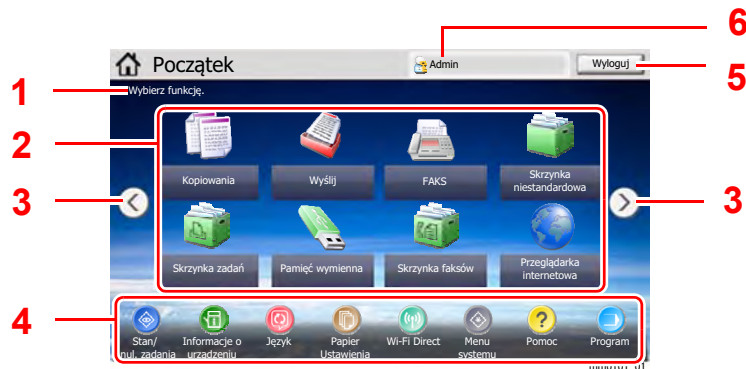 6
Początek
Admin
Wyloguj
5
1
Wybierz funkcję.
2
Kopiowania
Wyślij
FAKS
Skrzynka
niestandardowa
3
3
Skrzynka zadań
Pamięć wymienna
Skrzynka faksów
Przeglądarka
internetowa
4
Stan/
nul. zadania
Informacje o
urządzeniu
Język
Papier
Ustawienia
Wi-Fi Direct
Menu
systemu
Pomoc
Program